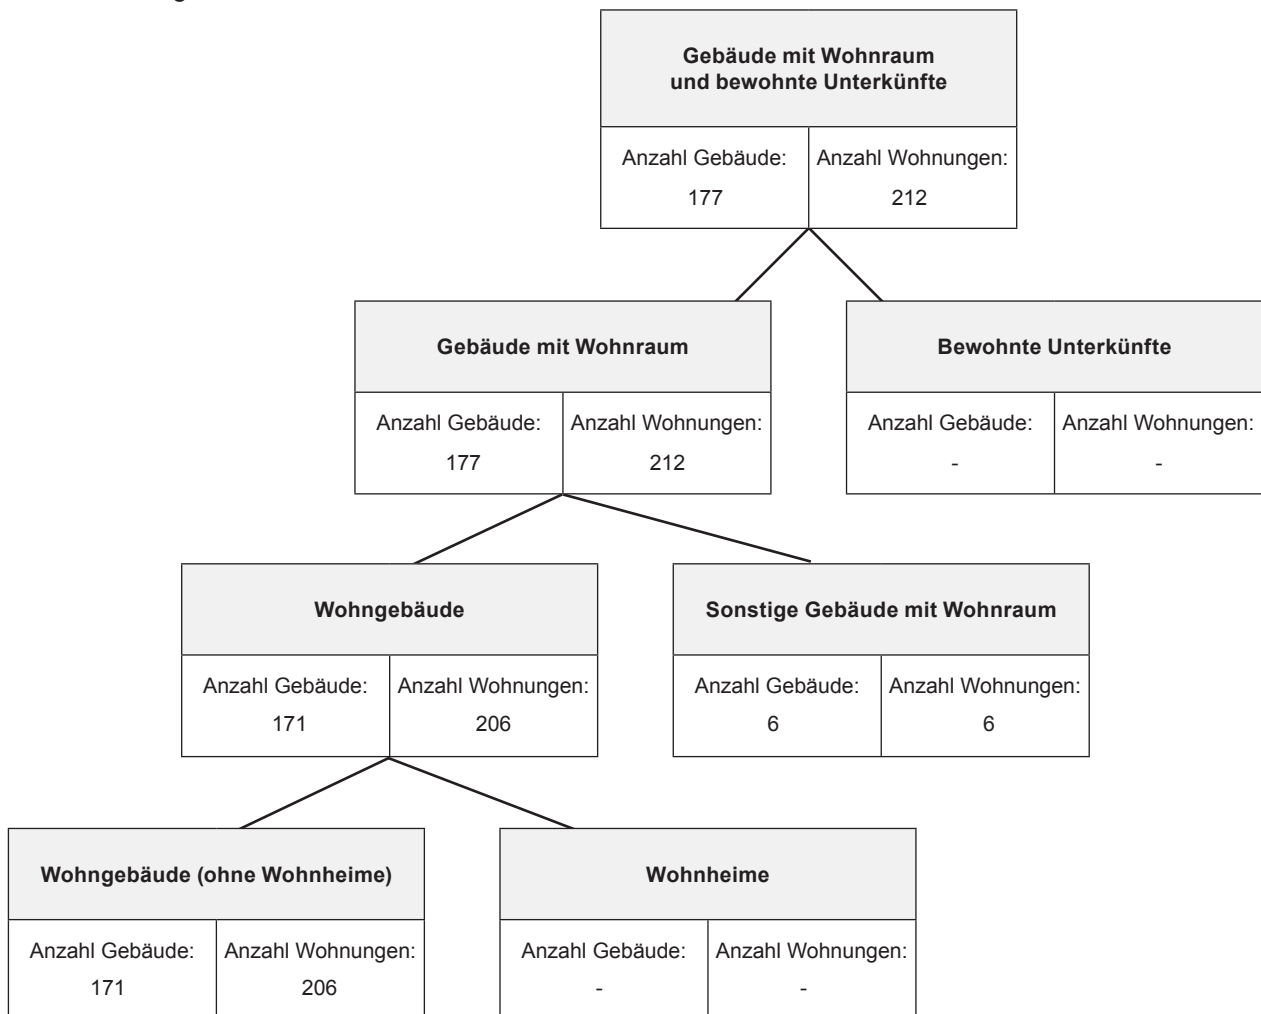 Gebäude mit Wohnraum
und bewohnte Unterkünfte
Anzahl Gebäude: Anzahl Wohnungen:
177 212
Gebäude mit Wohnraum
Bewohnte Unterkünfte
Anzahl Gebäude: Anzahl Wohnungen:
177 212
Anzahl Gebäude: Anzahl Wohnungen:
- -
Wohngebäude
Sonstige Gebäude mit Wohnraum
Anzahl Gebäude: Anzahl Wohnungen:
171 206
Anzahl Gebäude: Anzahl Wohnungen:
6 6
Wohngebäude (ohne Wohnheime)
Wohnheime
Anzahl Gebäude: Anzahl Wohnungen:
171 206
Anzahl Gebäude: Anzahl Wohnungen:
- -